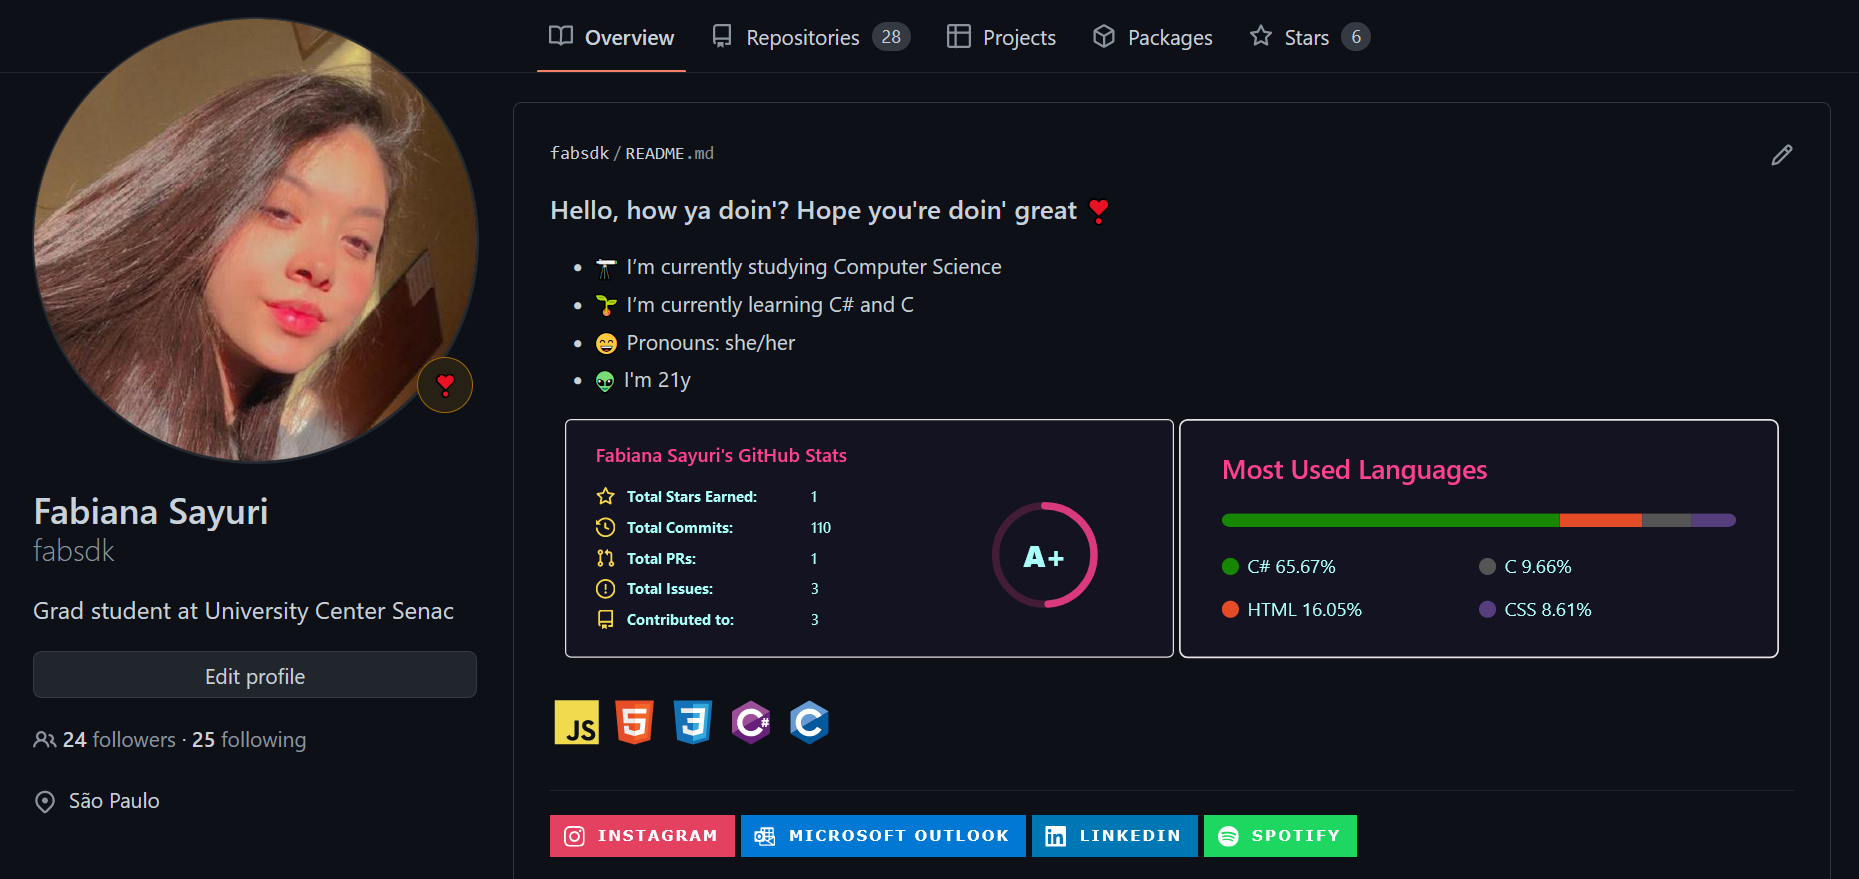 Overview Repositories 28 Projects Packages Stars 6
fabsdk/README.md
Hello, how ya doin'? Hope you're doin' great ❣️
• 🔭 I’m currently studying Computer Science
• 🌱 I’m currently learning C# and C
• 😄 Pronouns: she/her
• 👽 I'm 21y
Fabiana Sayuri's GitHub Stats
Total Stars Earned: 1
Total Commits: 110
Total PRs: 1
Total Issues: 3
Contributed to: 3
A+
Most Used Languages
C# 65.67%
C 9.66%
HTML 16.05%
CSS 8.61%
JS 5 3 C# C
INSTAGRAM MICROSOFT OUTLOOK LINKEDIN SPOTIFY
Fabiana Sayuri
fabsdk
Grad student at University Center Senac
Edit profile
24 followers · 25 following
São Paulo